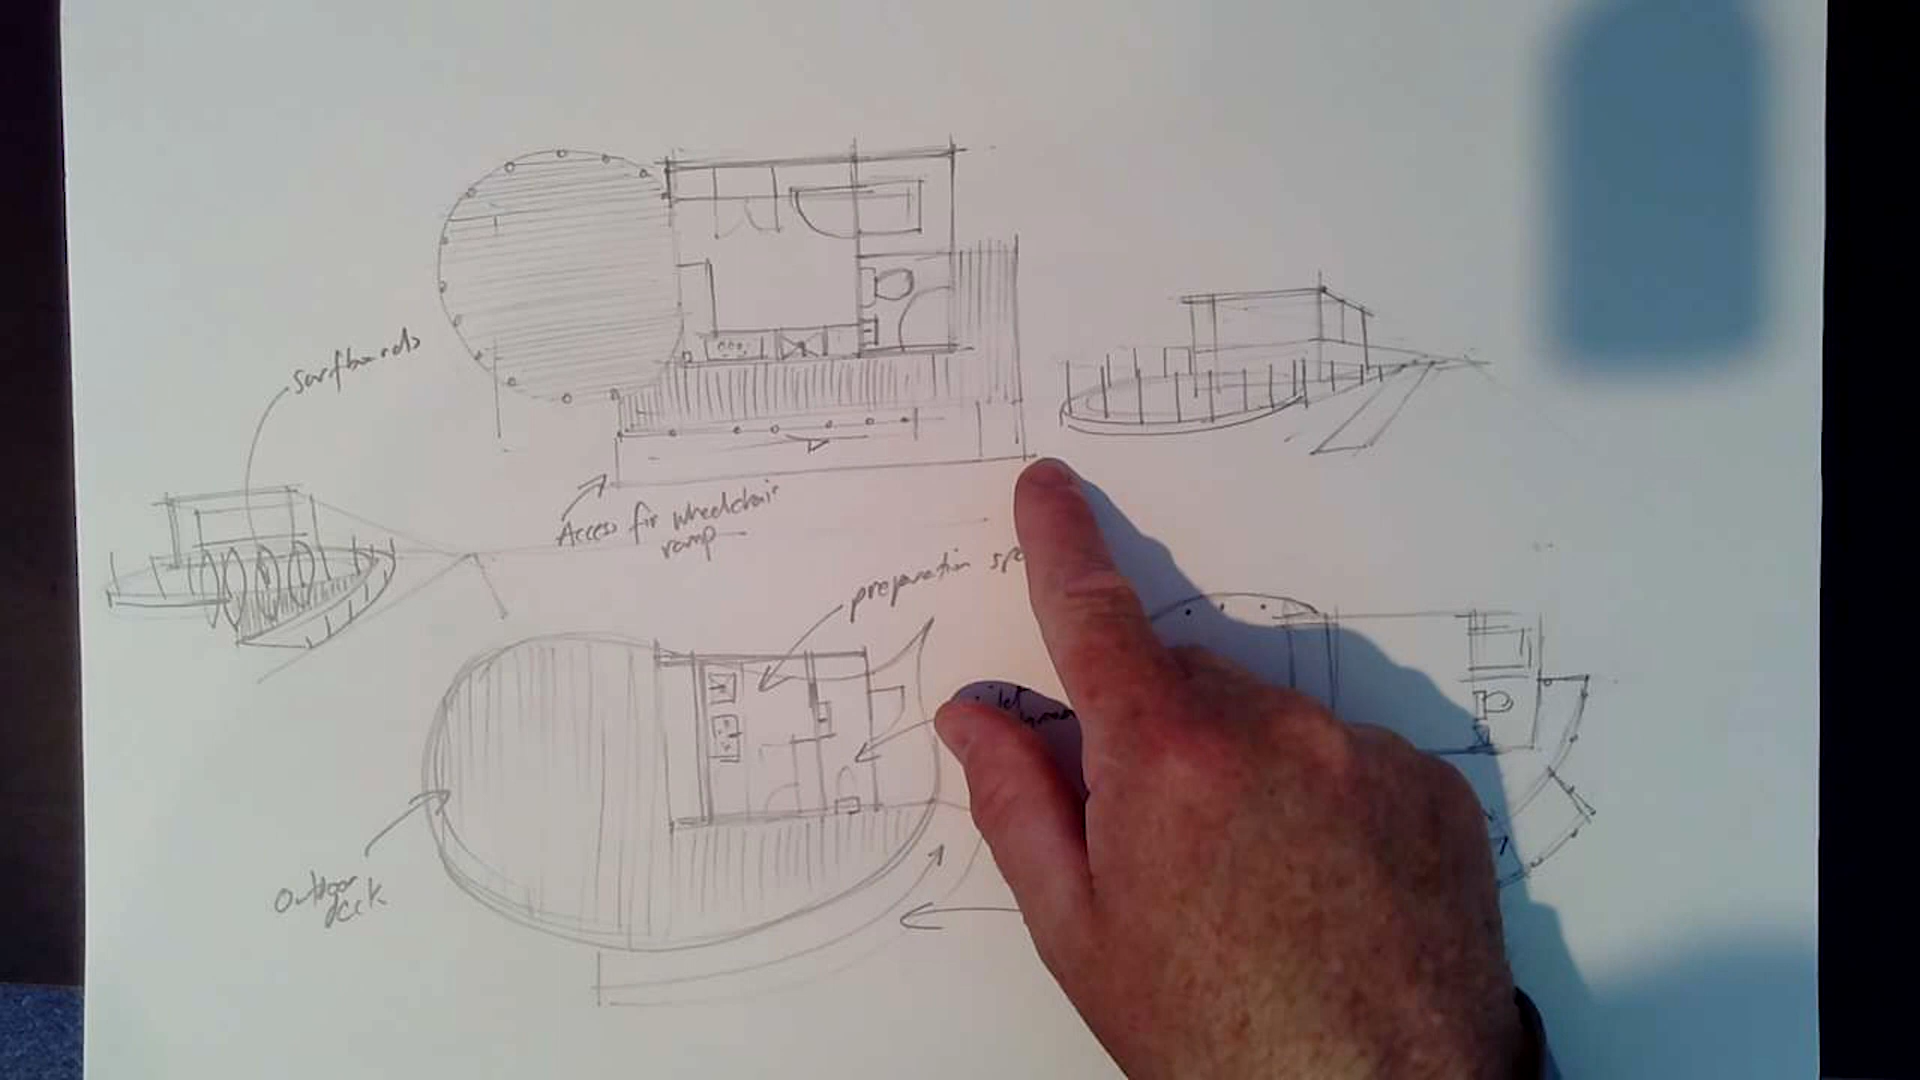 surfboards
Access for wheelchair
ramp
preparation
Outdoor
deck